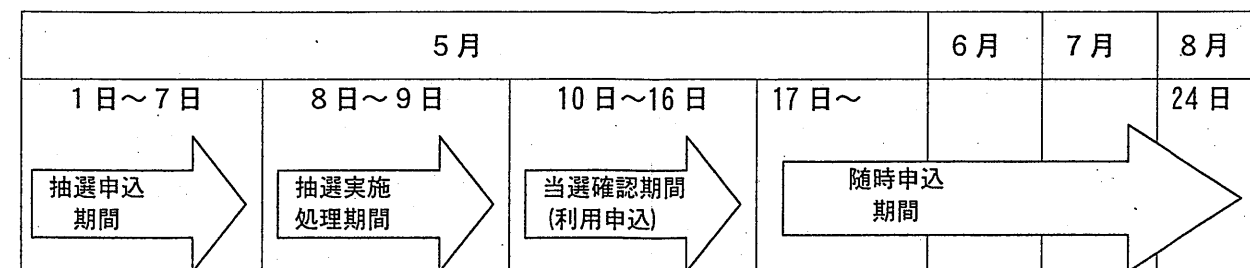 5月
6月
7月
8月
1日～7日
8日～9日
10日～16日
17日～
24日
抽選申込
期間
抽選実施
処理期間
当選確認期間
(利用申込)
随時申込
期間